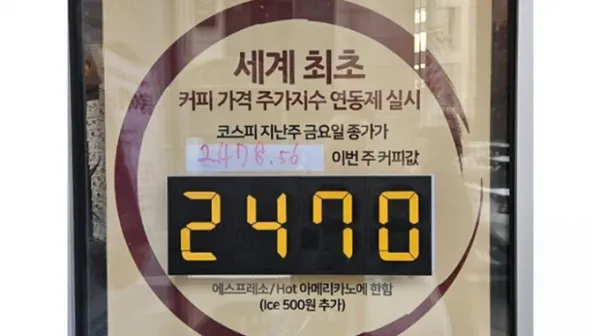 세계 최초
커피 가격 주가지수 연동제 실시
코스피 지난주 금요일 종가가
2478.56 이번 주 커피값
2470
에스프레소/Hot 아메리카노에 한함
(Ice 500원 추가)